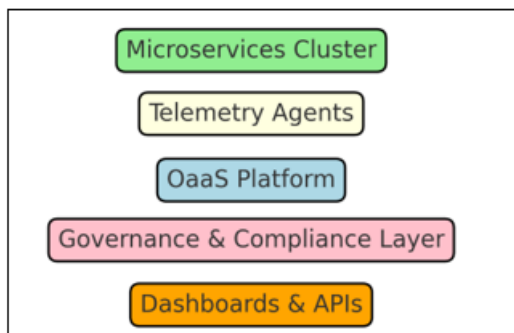 Microservices Cluster
Telemetry Agents
OaaS Platform
Governance & Compliance Layer
Dashboards & APIs